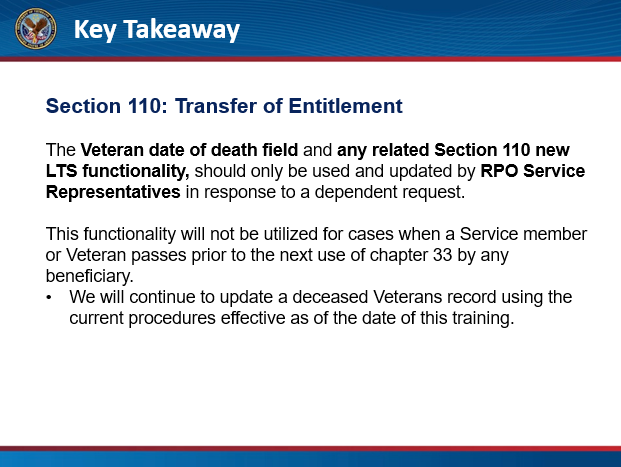 Key Takeaway
Section 110: Transfer of Entitlement
The Veteran date of death field and any related Section 110 new
LTS functionality, should only be used and updated by RPO Service
Representatives in response to a dependent request.
This functionality will not be utilized for cases when a Service member
or Veteran passes prior to the next use of chapter 33 by any
beneficiary.
• We will continue to update a deceased Veterans record using the
current procedures effective as of the date of this training.